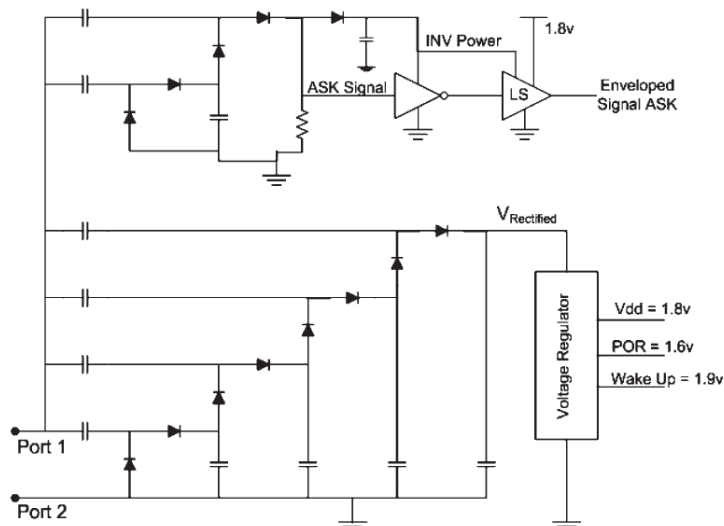 1.8v
INV Power
ASK Signal
LS
Enveloped
Signal ASK
VRectified
Voltage Regulator
Vdd = 1.8v
POR = 1.6v
Wake Up = 1.9v
Port 1
Port 2